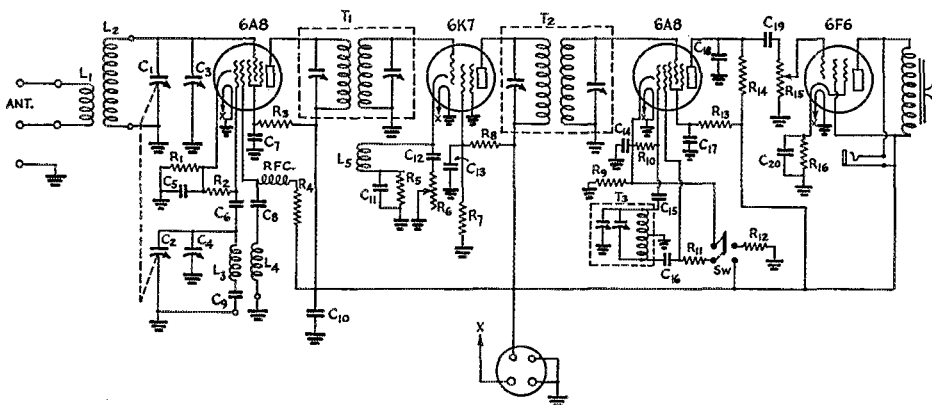 6A8 T1 6K7 T2 6A8 6F6
L2 C18 C19
L1 C1 C3 R14 R15
ANT.
R3 R8 R13
C7 C14 C17
R1 L5 C12 C13 R10 C20 R16
R2 R.F.C. R4 R9
C5 C11 R5 R6 R7 T3 C15
C6 C8
C2 C4 R11 R12
L3 L4 C16 SW
C9
C10
X